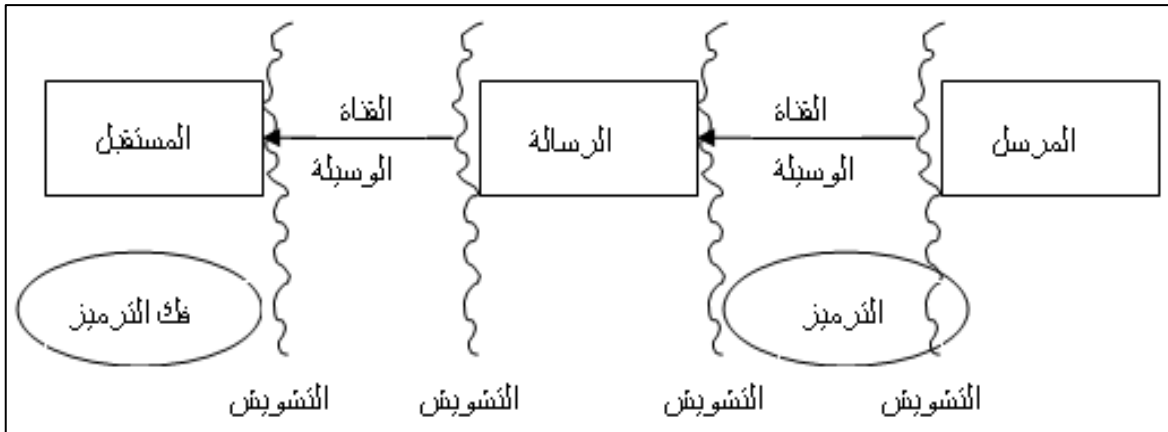 المرسل
القناة
الوسيلة
الرسالة
القناة
الوسيلة
المستقبل
الترميز
فك الترميز
التشويش
التشويش
التشويش
التشويش